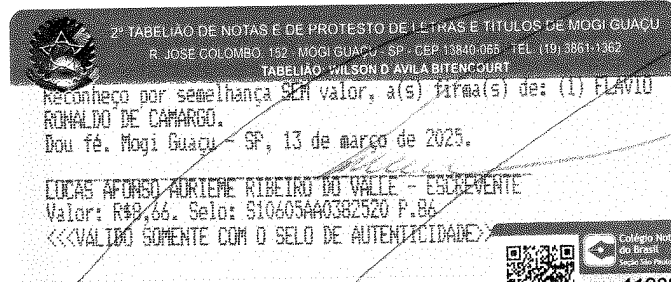 2º TABELIÃO DE NOTAS E DE PROTESTO DE LETRAS E TÍTULOS DE MOGI GUAÇU
R. JOSÉ COLOMBO, 152 - MOGI GUAÇU - SP - CEP 13840-065 - TEL. (19) 3861-1362
TABELIÃO: WILSON D AVILA BITENCOURT
Reconheço por semelhança SEM valor, a(s) firma(s) de: (1) FLAVIO
RONALDO DE CAMARGO.
Dou fé. Mogi Guaçu - SP, 13 de março de 2025.
LUCAS AFONSO ADRIEME RIBEIRO DO VALLE - ESCREVENTE
Valor: R$8,66. Selo: S10605AA0382520 P.86
<<<VALIDO SOMENTE COM O SELO DE AUTENTICIDADE>>
Colégio
do Brasil